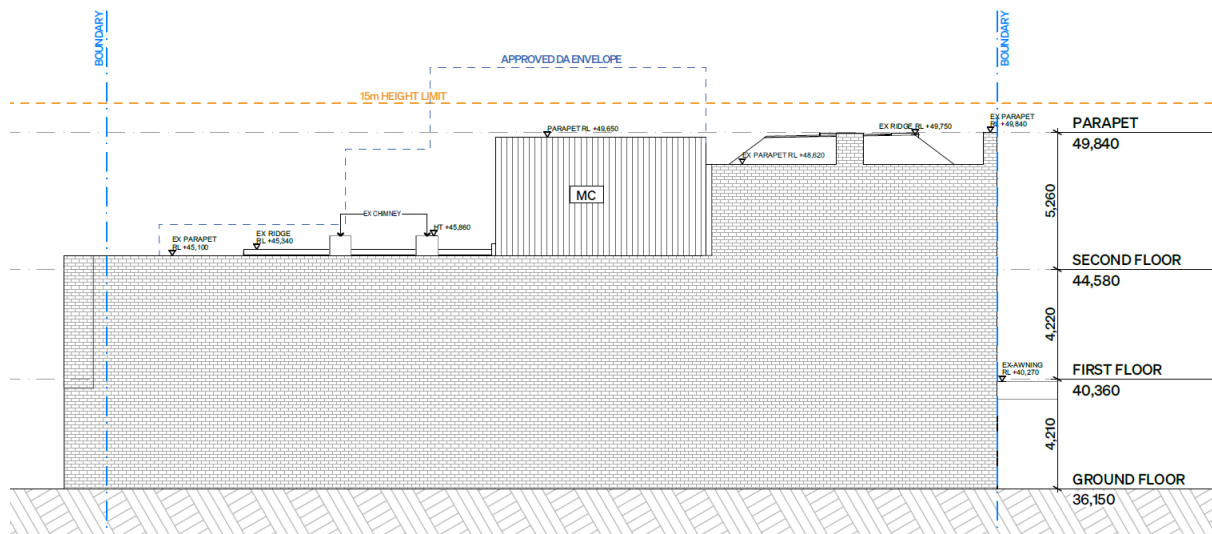 BOUNDARY
APPROVED DA ENVELOPE
BOUNDARY
15m HEIGHT LIMIT
PARAPET RL +49,650
EX RIDGE RL +49,750
EX PARAPET
RL +49,840
PARAPET
49,840
EX PARAPET RL +48,620
MC
5,260
EX CHIMNEY
HT +45,860
EX PARAPET
RL +45,100
EX RIDGE
RL +45,340
SECOND FLOOR
44,580
4,220
EX-AWNING
RL +40,270
FIRST FLOOR
40,360
4,210
GROUND FLOOR
36,150